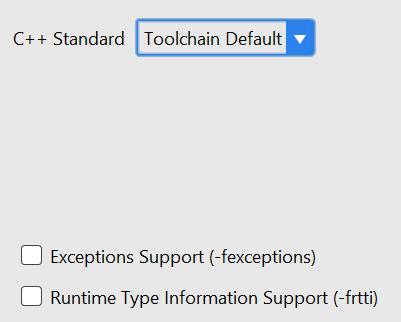 C++ Standard Toolchain Default
Exceptions Support (-fexceptions)
Runtime Type Information Support (-frtti)